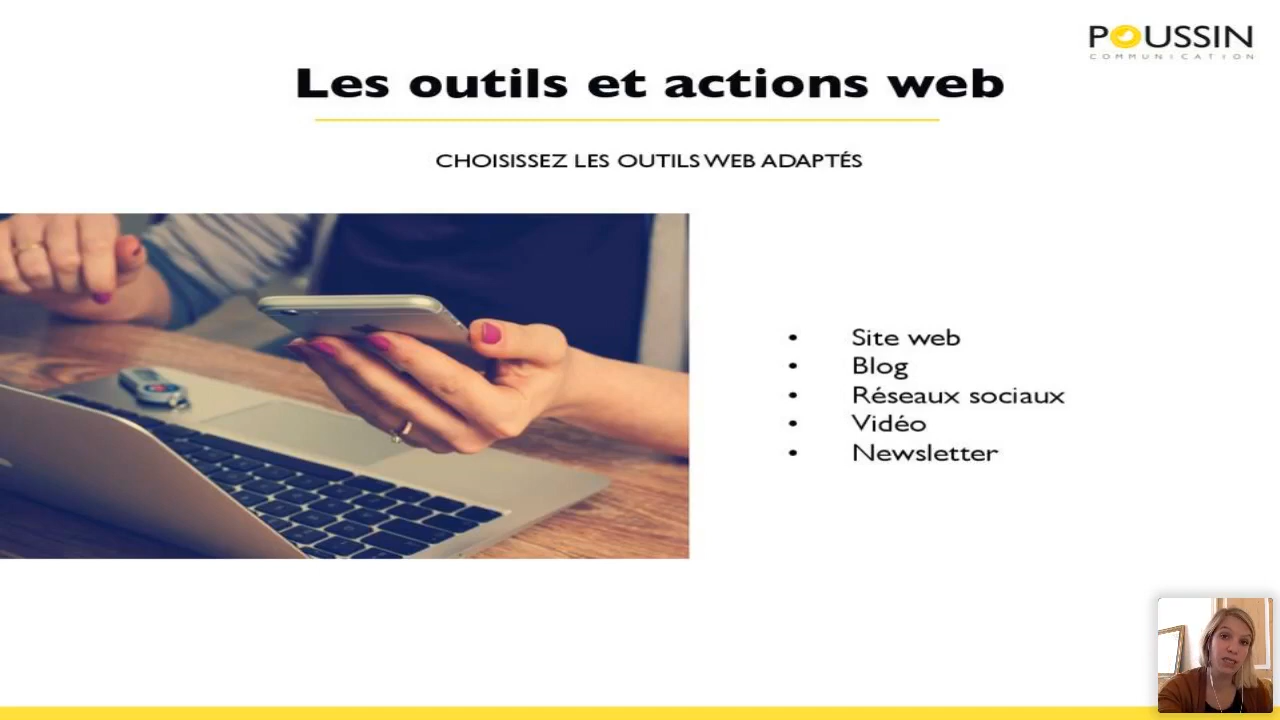 POUSSIN
COMMUNICATION
Les outils et actions web
CHOISISSEZ LES OUTILS WEB ADAPTÉS
• Site web
• Blog
• Réseaux sociaux
• Vidéo
• Newsletter